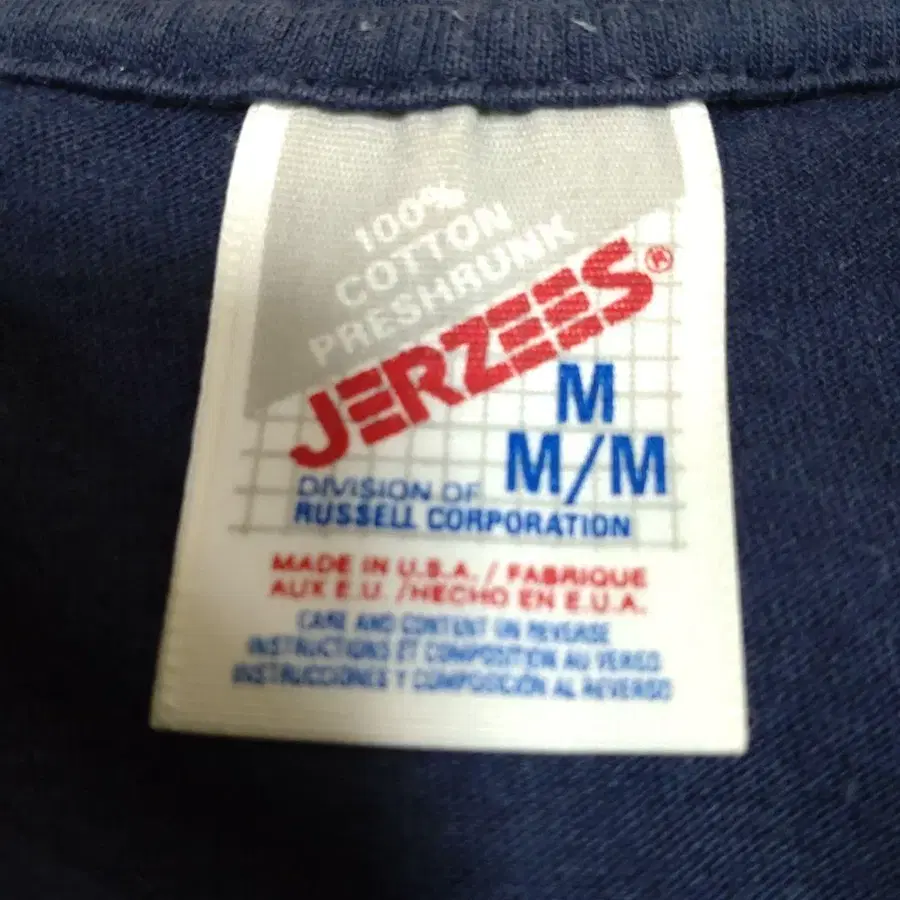 100%
COTTON
PRESHRUNK
JERZEES®
M
M/M
DIVISION OF
RUSSELL CORPORATION
MADE IN U.S.A. / FABRIQUE
AUX E.U. /HECHO EN E.U.A.
CARE AND CONTENT ON REVERSE
INSTRUCTIONS ET COMPOSITION AU VERSO
INSTRUCCIONES Y COMPOSICIÓN AL REVERSO